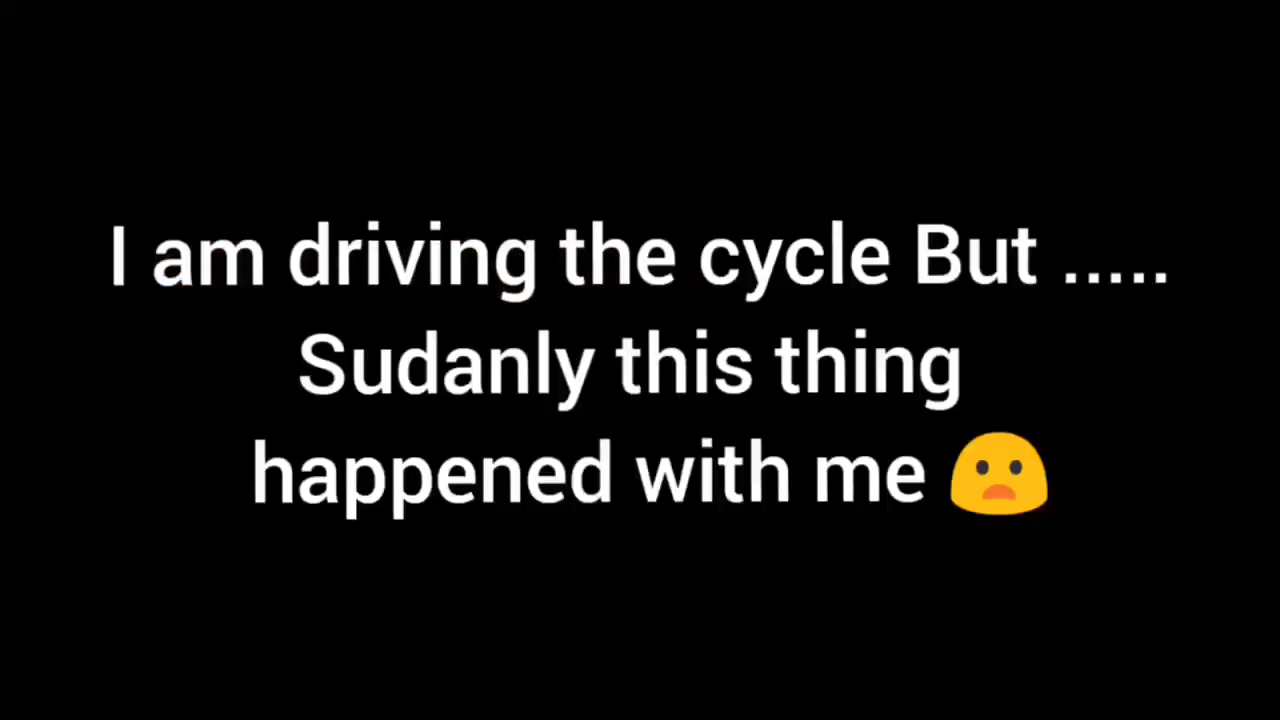 I am driving the cycle But .....
Sudanly this thing
happened with me 😦